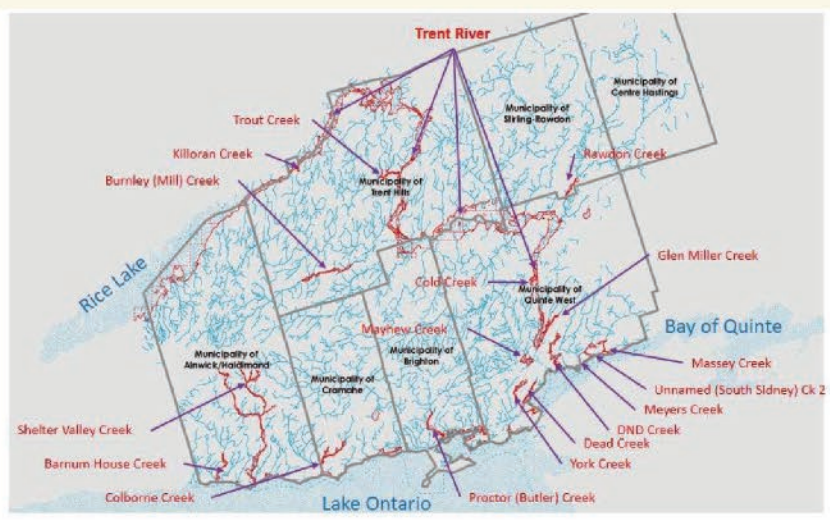 Trent River
Municipality of
Centre Hastings
Municipality of
Stirling-Rawdon
Trout Creek
Killoran Creek
Rawdon Creek
Burnley (Mill) Creek
Municipality of
Trent Hills
Glen Miller Creek
Rice Lake
Cold Creek
Municipality of
Quinte West
Mayhew Creek
Bay of Quinte
Municipality of
Alnwick/Haldimand
Municipality of
Brighton
Massey Creek
Municipality of
Cramahe
Unnamed (South Sidney) Ck 2
Meyers Creek
Shelter Valley Creek
DND Creek
Dead Creek
Barnum House Creek
York Creek
Colborne Creek
Proctor (Butler) Creek
Lake Ontario